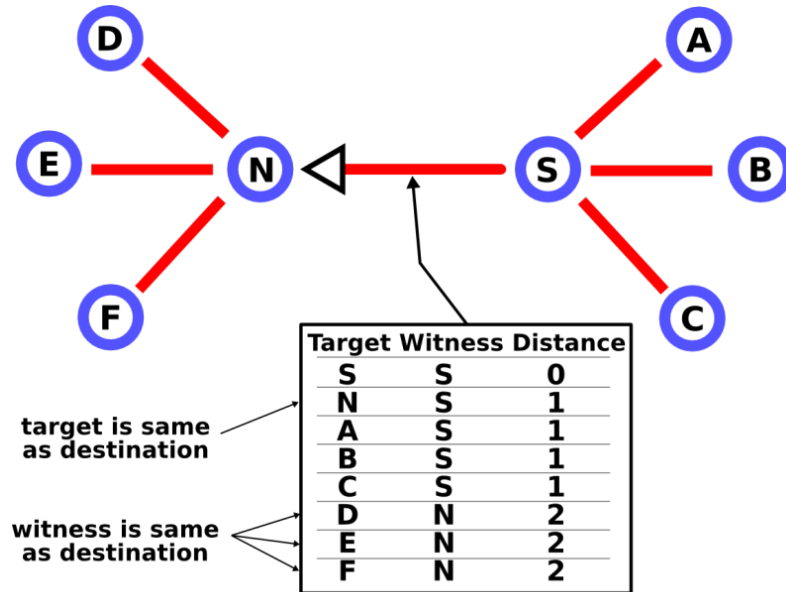 D
A
E
N
S
B
F
C
Target Witness Distance
S S 0
N S 1
A S 1
B S 1
C S 1
D N 2
E N 2
F N 2
target is same
as destination
witness is same
as destination